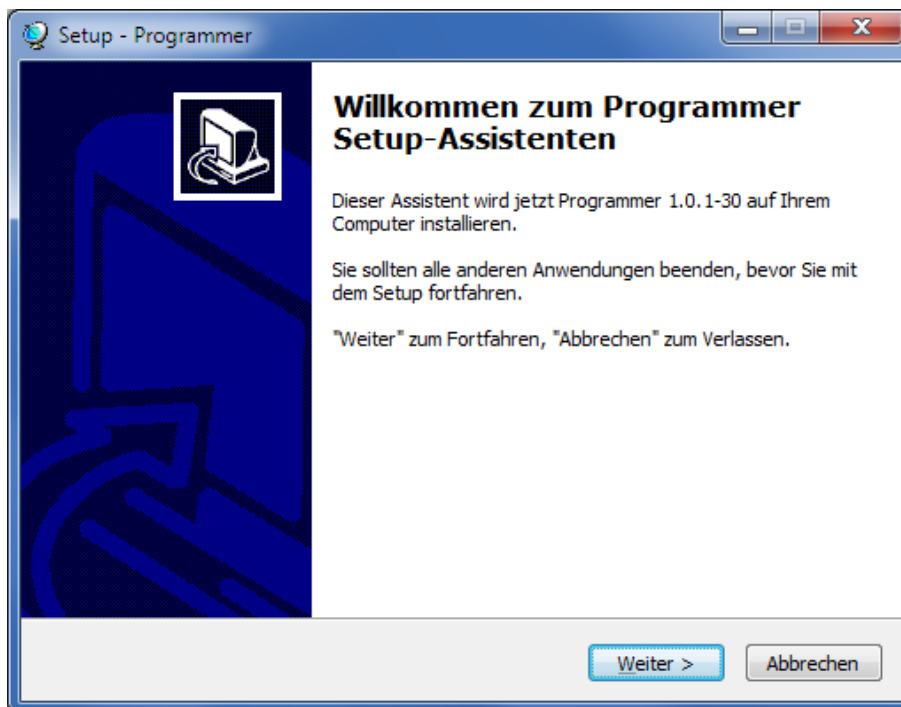 Setup - Programmer
Willkommen zum Programmer
Setup-Assistenten
Dieser Assistent wird jetzt Programmer 1.0.1-30 auf Ihrem
Computer installieren.
Sie sollten alle anderen Anwendungen beenden, bevor Sie mit
dem Setup fortfahren.
"Weiter" zum Fortfahren, "Abbrechen" zum Verlassen.
Weiter >
Abbrechen